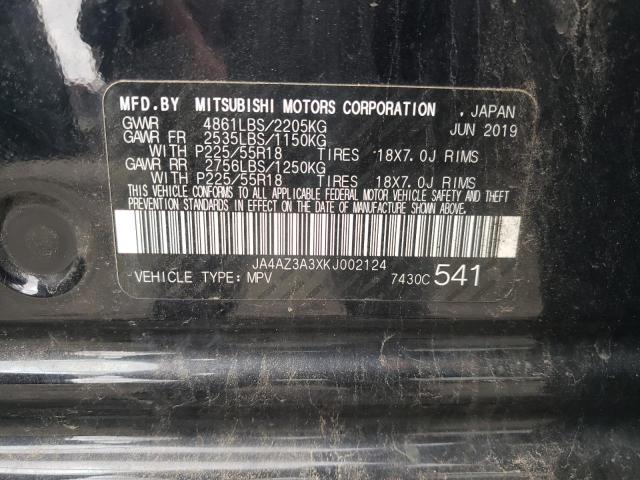 MFD.BY MITSUBISHI MOTORS CORPORATION , JAPAN
GVWR 4861LBS/2205KG JUN 2019
GAWR FR 2535LBS/1150KG
WITH P225/55R18 TIRES 18X7.0J RIMS
GAWR RR 2756LBS/1250KG
WITH P225/55R18 TIRES 18X7.0J RIMS
THIS VEHICLE CONFORMS TO ALL APPLICABLE FEDERAL MOTOR VEHICLE SAFETY AND THEFT
PREVENTION STANDARDS IN EFFECT ON THE DATE OF MANUFACTURE SHOWN ABOVE.
JA4AZ3A3XKJ002124
VEHICLE TYPE: MPV 7430C 541